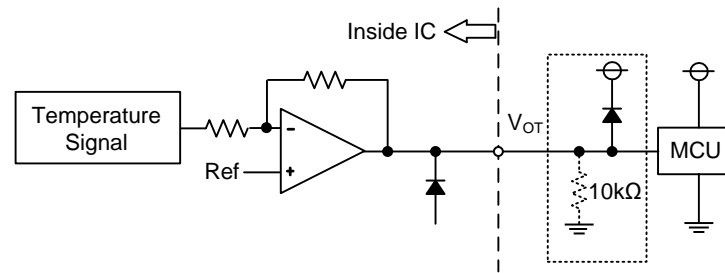 Inside IC
Temperature
Signal
-
+
Ref
V_OT
10kΩ
MCU